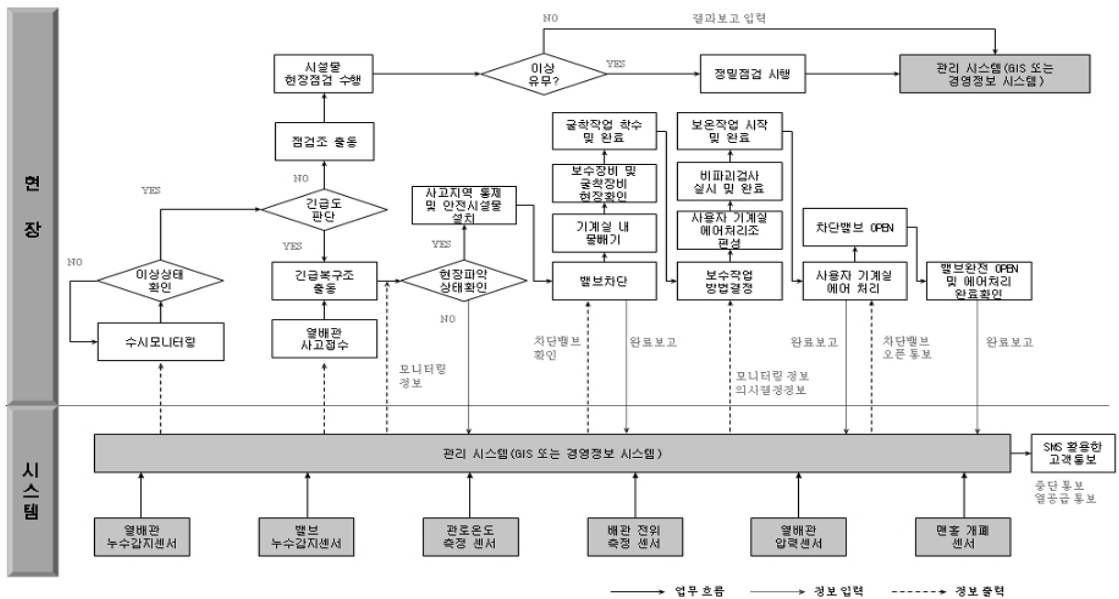 현
장
NO
결과보고 입력
시설물
현장점검 수행
이상
유무?
YES
정밀점검 시행
관리 시스템(GIS 또는
경영정보 시스템)
점검조 출동
굴착작업 착수
및 완료
보온작업 시작
및 완료
YES
NO
긴급도
판단
사고지역 통제
및 안전시설물
설치
보수장비 및
굴착장비
현장확인
비파괴검사
실시 및 완료
기계실 내
물빼기
사용자 기계실
에어처리조
편성
차단밸브 OPEN
NO
이상상태
확인
YES
긴급복구조
출동
YES
현장파악
상태확인
밸브차단
보수작업
방법결정
사용자 기계실
에어 처리
밸브완전 OPEN
및 에어처리
완료확인
NO
수시모니터링
열배관
사고접수
모니터링
정보
차단밸브
확인
완료보고
모니터링 정보
의사결정정보
완료보고
차단밸브
오픈 통보
완료보고
시
스
템
관리 시스템(GIS 또는 경영정보 시스템)
SMS 활용한
고객통보
중단 통보
열공급 통보
열배관
누수감지센서
밸브
누수감지센서
관로온도
측정 센서
배관 전위
측정 센서
열배관
압력센서
맨홀 개폐
센서
업무 흐름
정보 입력
정보 출력